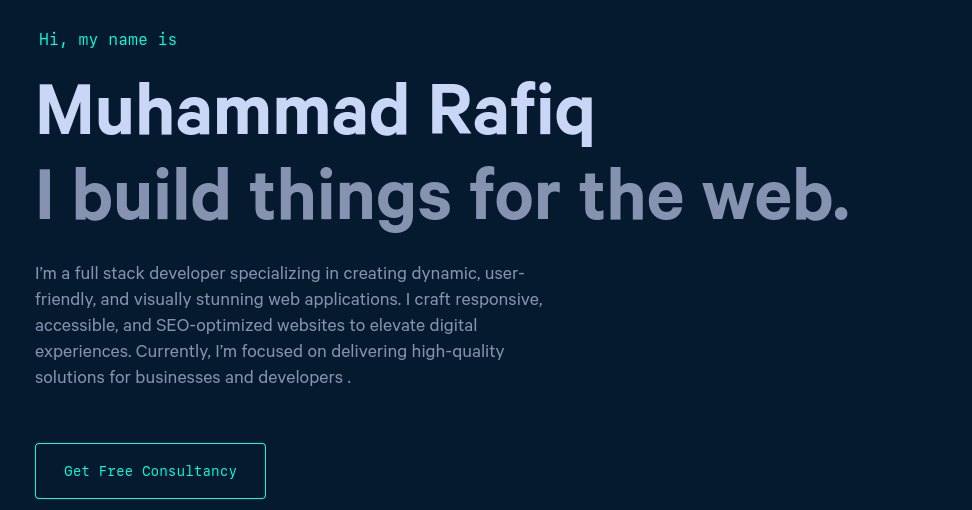 Hi, my name is
Muhammad Rafiq
I build things for the web.
I’m a full stack developer specializing in creating dynamic, user-
friendly, and visually stunning web applications. I craft responsive,
accessible, and SEO-optimized websites to elevate digital
experiences. Currently, I’m focused on delivering high-quality
solutions for businesses and developers .
Get Free Consultancy